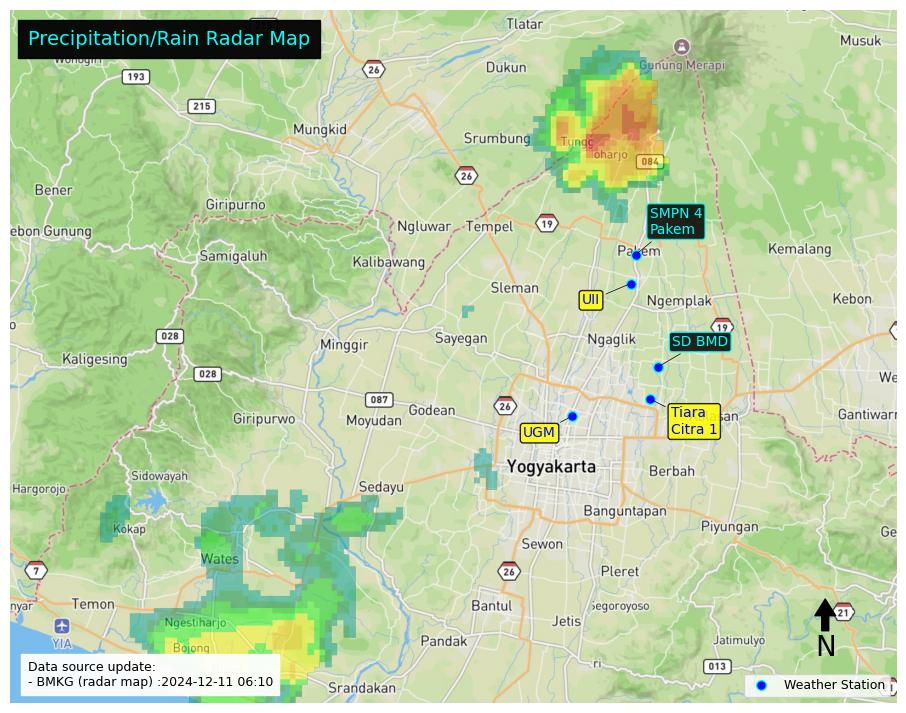 Precipitation/Rain Radar Map
Tlatar
Musuk
Wonogiri
193
26
Dukun
Gunung Merapi
215
Mungkid
Srumbung
084
26
Bener
Giripurno
SMPN 4
Pakem
ebon Gunung
Ngluwar
Tempel
19
Pakem
Kemalang
Samigaluh
Kalibawang
Sleman
UII
Ngemplak
Kebon
028
Minggir
Sayegan
Ngaglik
19
SD BMD
Kaligesing
028
We
087
Godean
26
Giripurwo
Moyudan
UGM
Tiara
Citra 1
san
Gantiwarn
Yogyakarta
Berbah
Sidowayah
Hargorojo
Sedayu
Banguntapan
Kokap
Piyungan
Ge
Sewon
Wates
7
26
Pleret
nyar
Temon
Bantul
Segoroyoso
21
YIA
Ngestiharjo
Jetis
N
Bojong
Pandak
Jatimulyo
ri
013
Data source update:
- BMKG (radar map) :2024-12-11 06:10
Srandakan
Weather Station